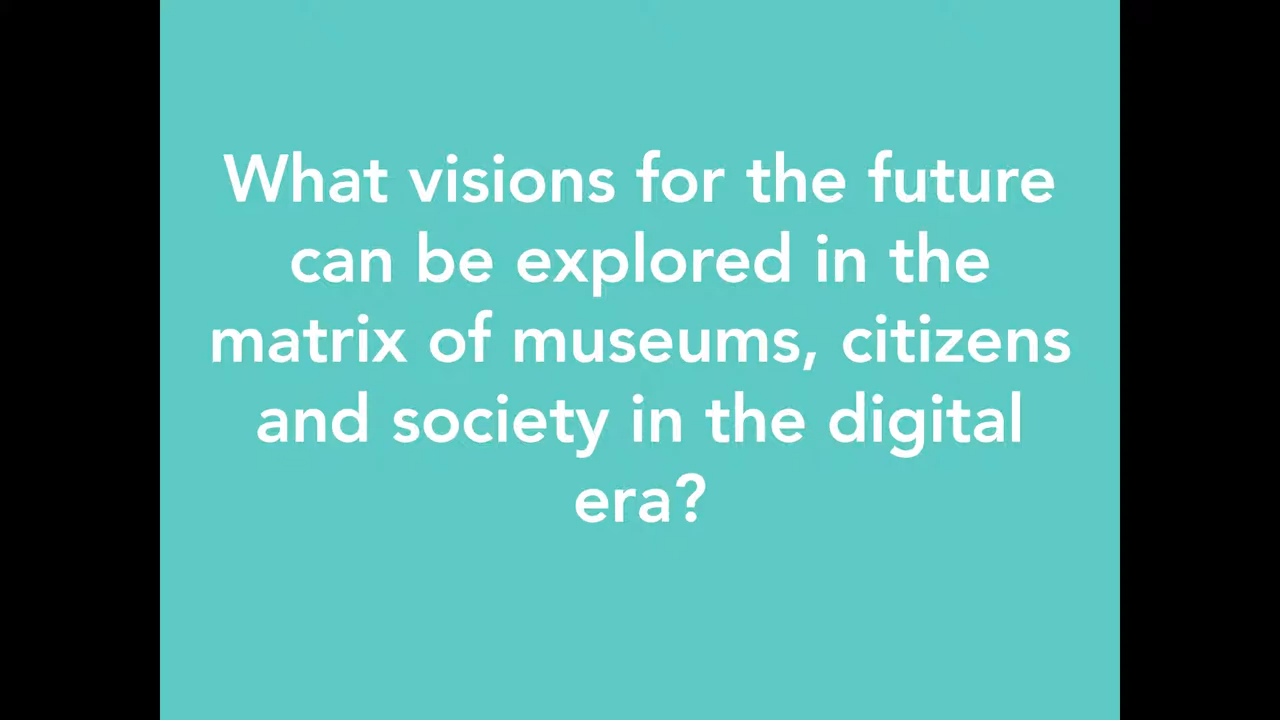 What visions for the future
can be explored in the
matrix of museums, citizens
and society in the digital
era?